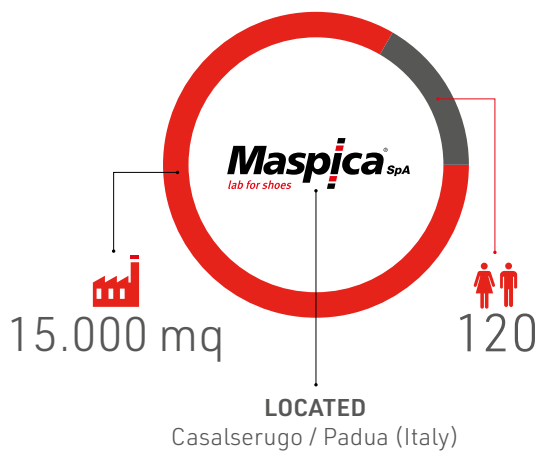 Maspica® SpA
lab for shoes
15.000 mq
120
LOCATED
Casalserugo / Padua (Italy)